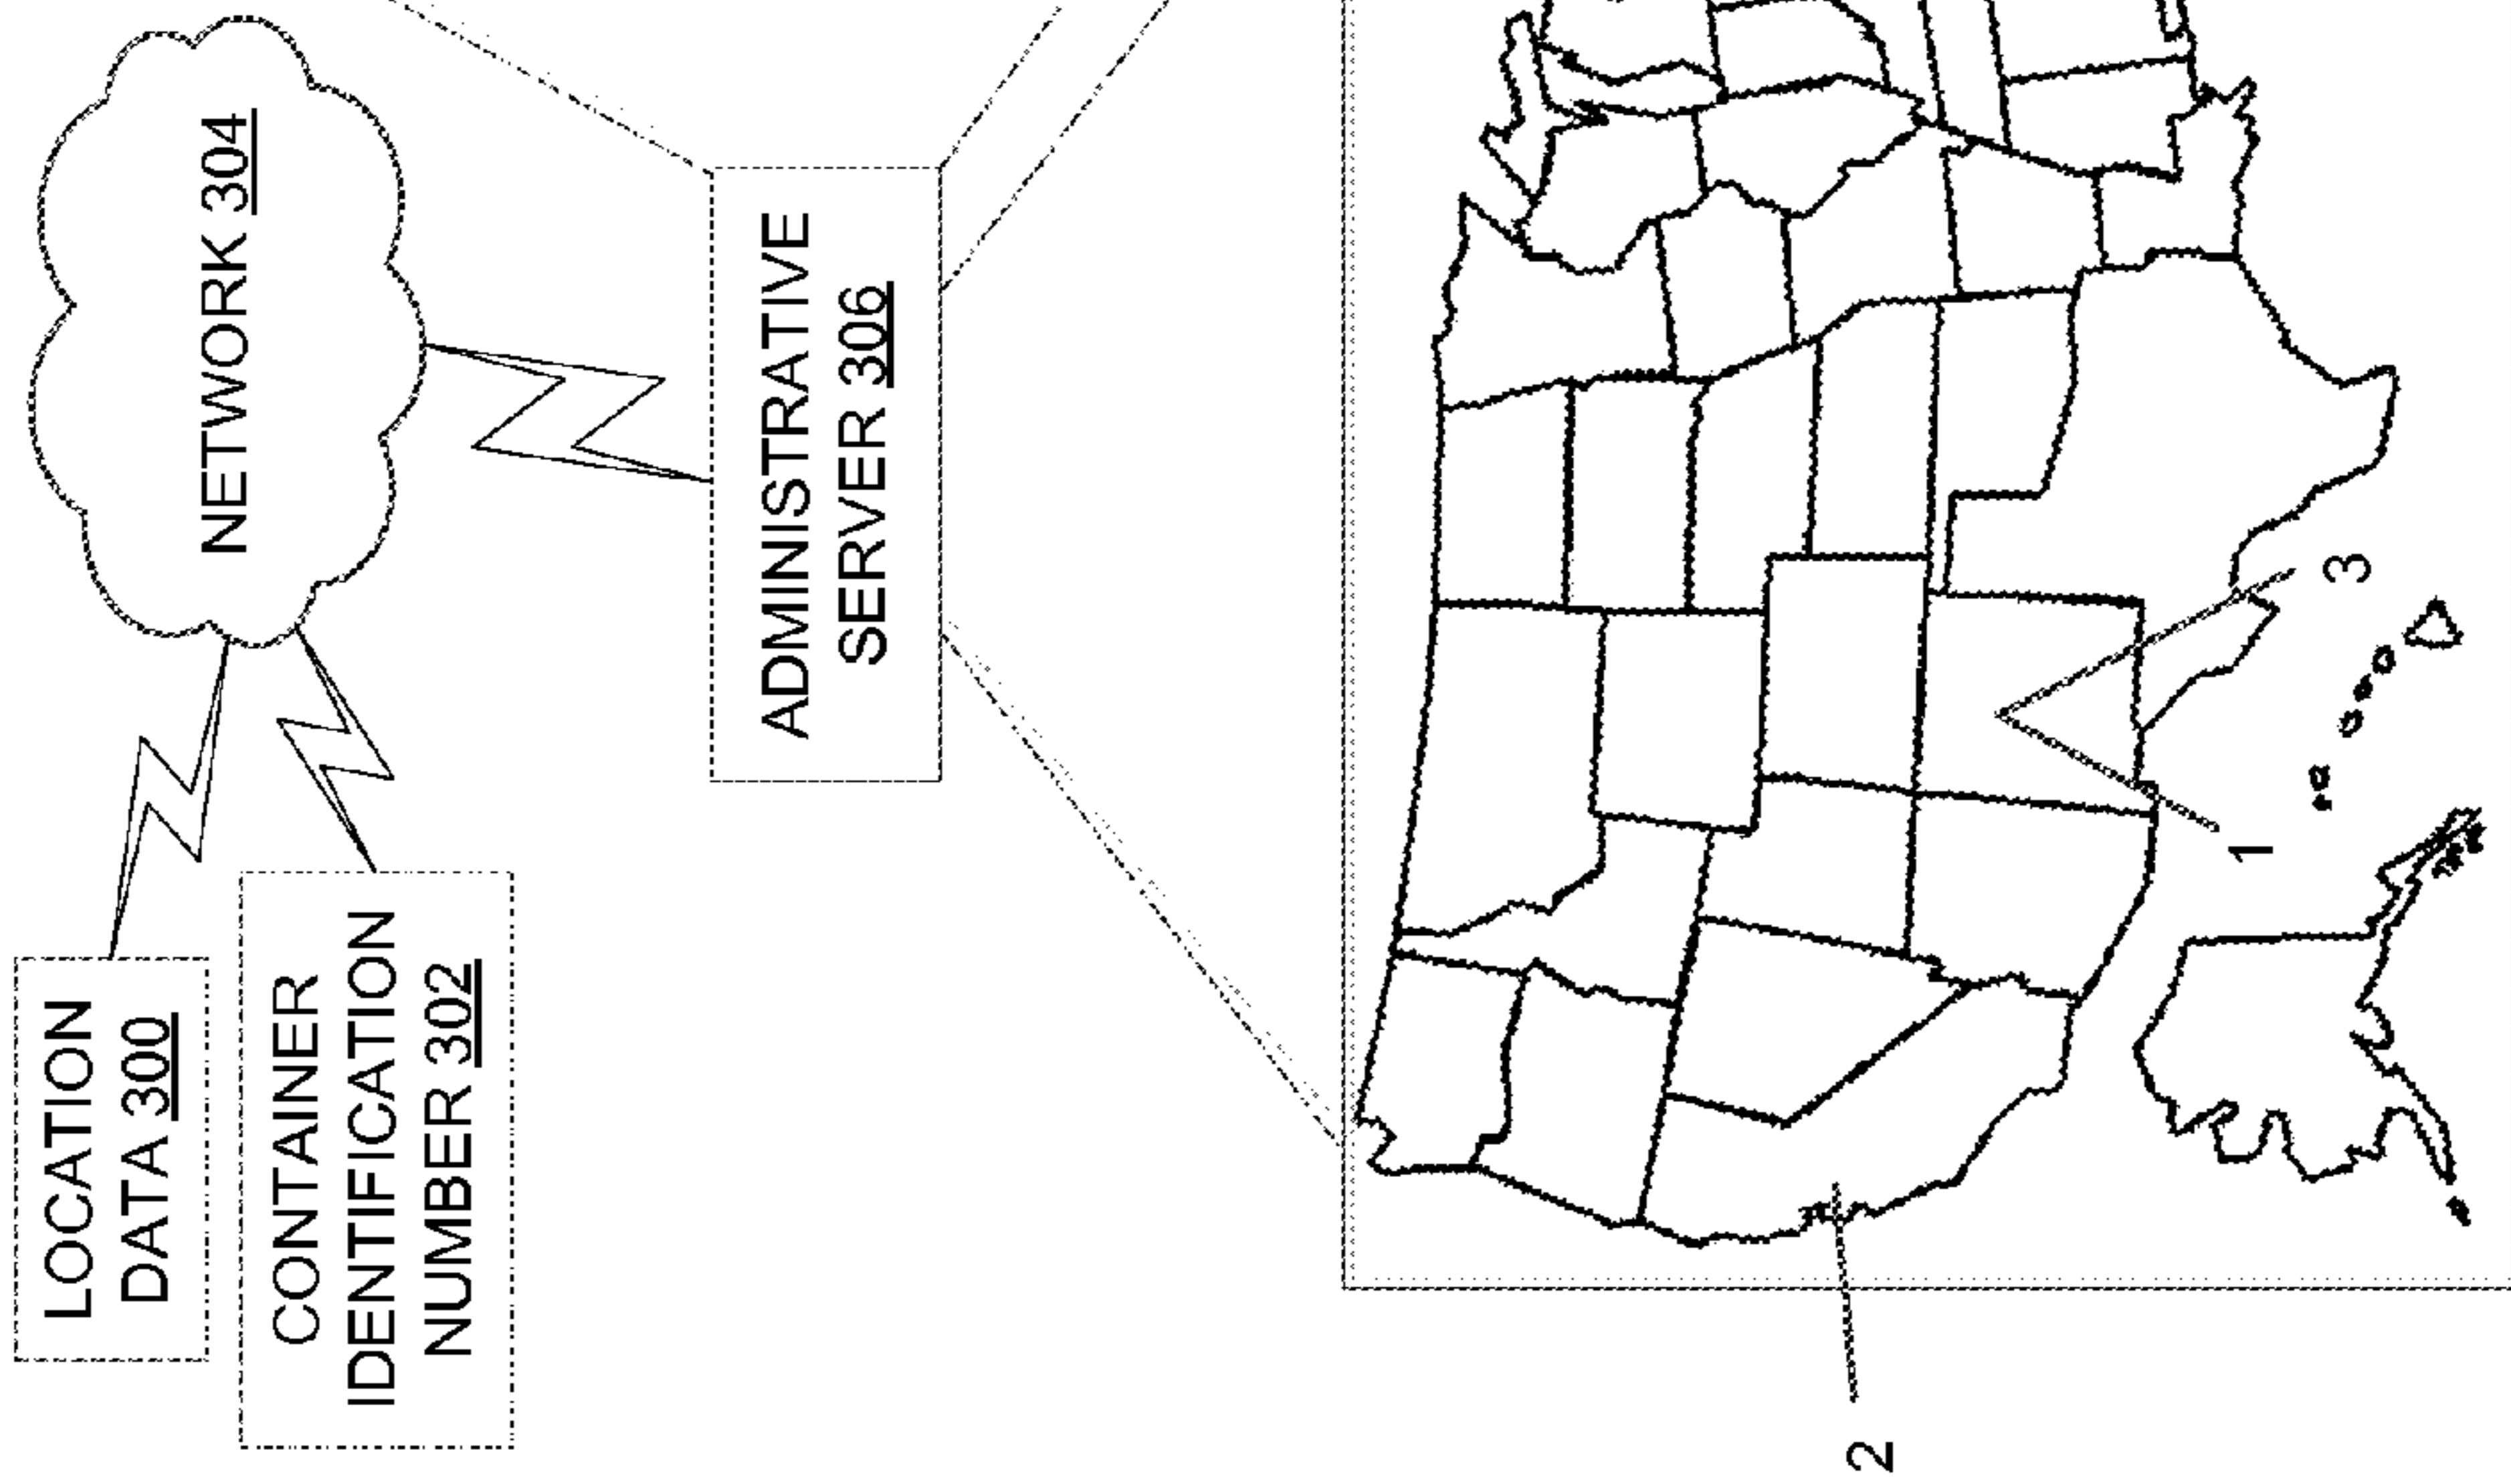 LOCATION
DATA 300
CONTAINER
IDENTIFICATION
NUMBER 302
NETWORK 304
ADMINISTRATIVE
SERVER 306
2
1
3